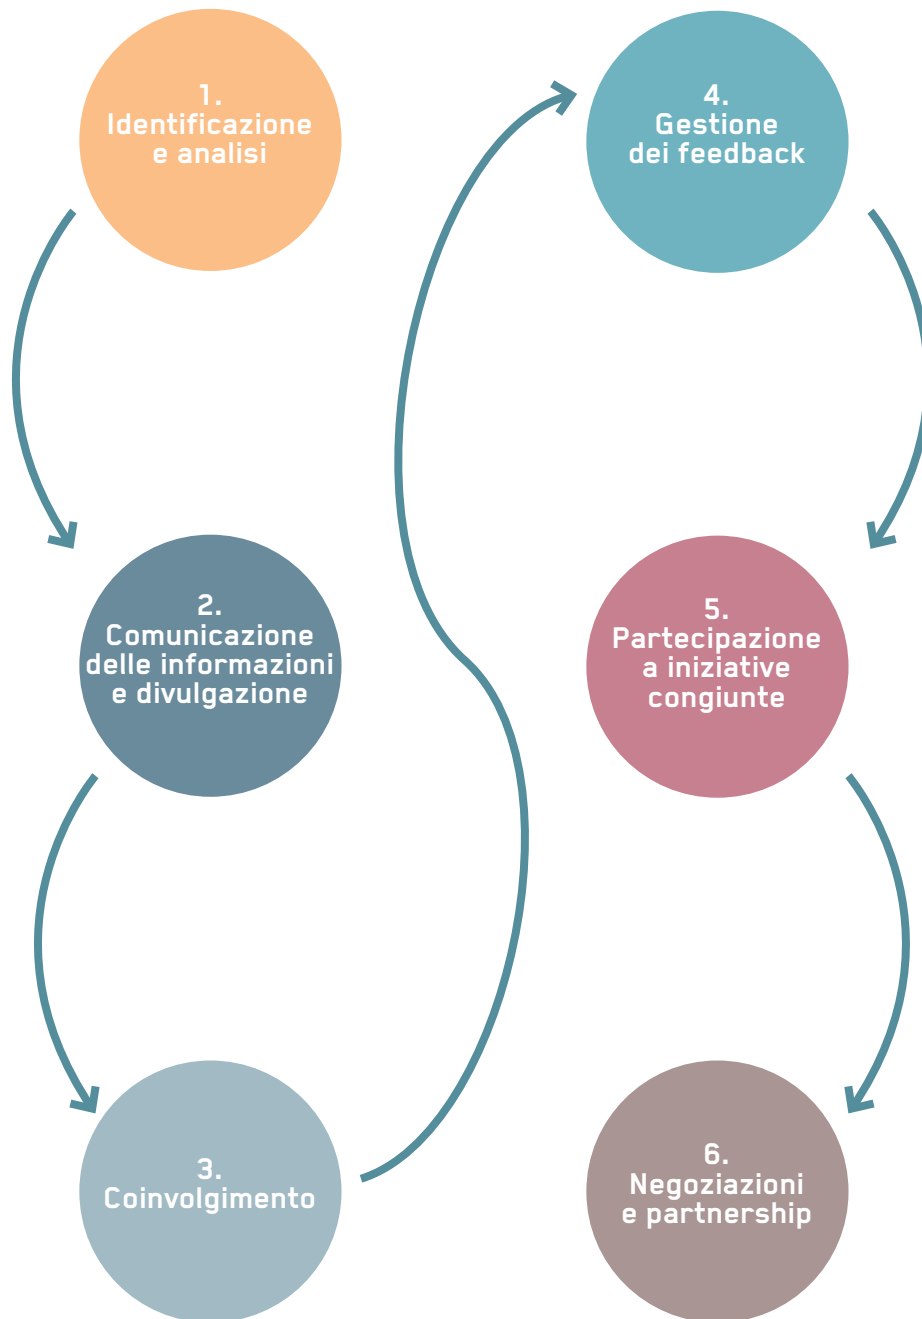 1.
Identificazione
e analisi
2.
Comunicazione
delle informazioni
e divulgazione
3.
Coinvolgimento
4.
Gestione
dei feedback
5.
Partecipazione
a iniziative
congiunte
6.
Negoziazioni
e partnership